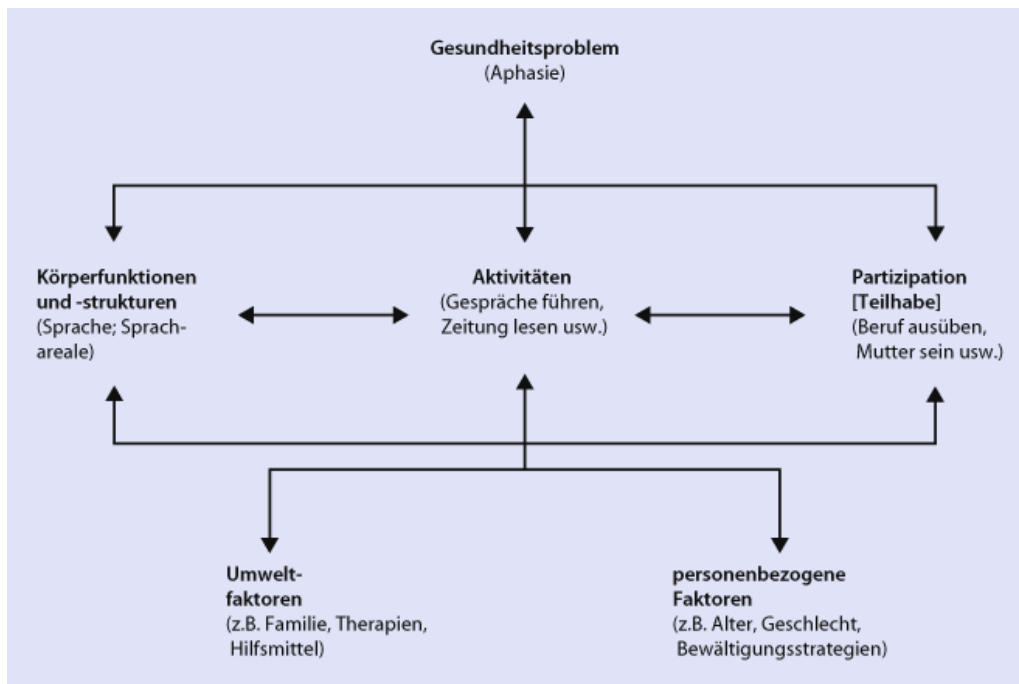 Gesundheitsproblem
(Aphasie)
Körperfunktionen
und -strukturen
(Sprache; Sprach-
areale)
Aktivitäten
(Gespräche führen,
Zeitung lesen usw.)
Partizipation
[Teilhabe]
(Beruf ausüben,
Mutter sein usw.)
Umwelt-
faktoren
(z.B. Familie, Therapien,
Hilfsmittel)
personenbezogene
Faktoren
(z.B. Alter, Geschlecht,
Bewältigungsstrategien)